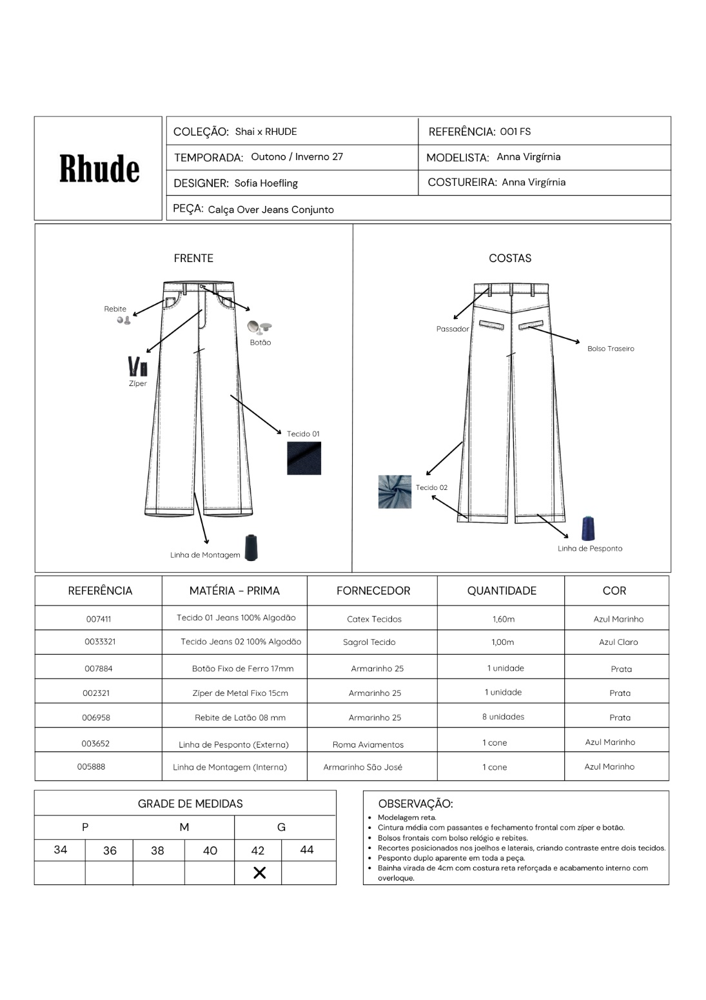 Rhude
COLEÇÃO: Shai x RHUDE
REFERÊNCIA: 001 FS
TEMPORADA: Outono / Inverno 27
MODELISTA: Anna Virgírnia
DESIGNER: Sofia Hoefling
COSTUREIRA: Anna Virgírnia
PEÇA: Calça Over Jeans Conjunto
FRENTE
Rebite
Botão
Zíper
Tecido 01
Linha de Montagem
COSTAS
Passador
Bolso Traseiro
Tecido 02
Linha de Pesponto
REFERÊNCIA MATÉRIA - PRIMA FORNECEDOR QUANTIDADE COR
007411 Tecido 01 Jeans 100% Algodão Catex Tecidos 1,60m Azul Marinho
0033321 Tecido Jeans 02 100% Algodão Sagrol Tecido 1,00m Azul Claro
007884 Botão Fixo de Ferro 17mm Armarinho 25 1 unidade Prata
002321 Zíper de Metal Fixo 15cm Armarinho 25 1 unidade Prata
006958 Rebite de Latão 08 mm Armarinho 25 8 unidades Prata
003652 Linha de Pesponto (Externa) Roma Aviamentos 1 cone Azul Marinho
005888 Linha de Montagem (Interna) Armarinho São José 1 cone Azul Marinho
GRADE DE MEDIDAS
P M G
34 36 38 40 42 44
X
OBSERVAÇÃO:
• Modelagem reta.
• Cintura média com passantes e fechamento frontal com zíper e botão.
• Bolsos frontais com bolso relógio e rebites.
• Recortes posicionados nos joelhos e laterais, criando contraste entre dois tecidos.
• Pesponto duplo aparente em toda a peça.
• Bainha virada de 4cm com costura reta reforçada e acabamento interno com
overloque.